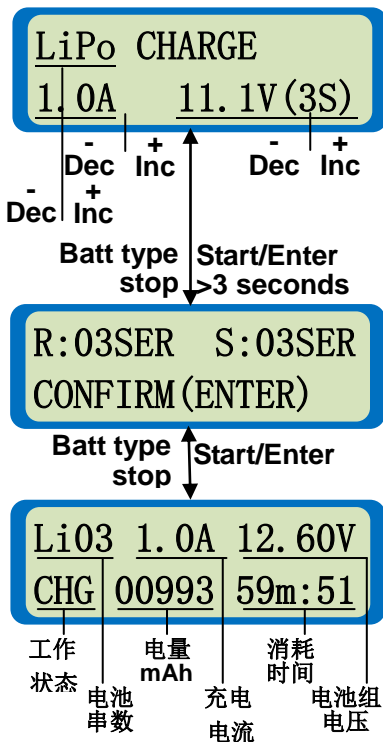 LiPo CHARGE
1.0A 11.1V(3S)
- + - +
Dec Inc Dec Inc
- +
Dec Inc
Batt type Start/Enter
stop >3 seconds
R:03SER S:03SER
CONFIRM(ENTER)
Batt type Start/Enter
stop
Li03 1.0A 12.60V
CHG 00993 59m:51
工作 电量 消耗
状态 mAh 时间
电池 充电 电池组
串数 电流 电压